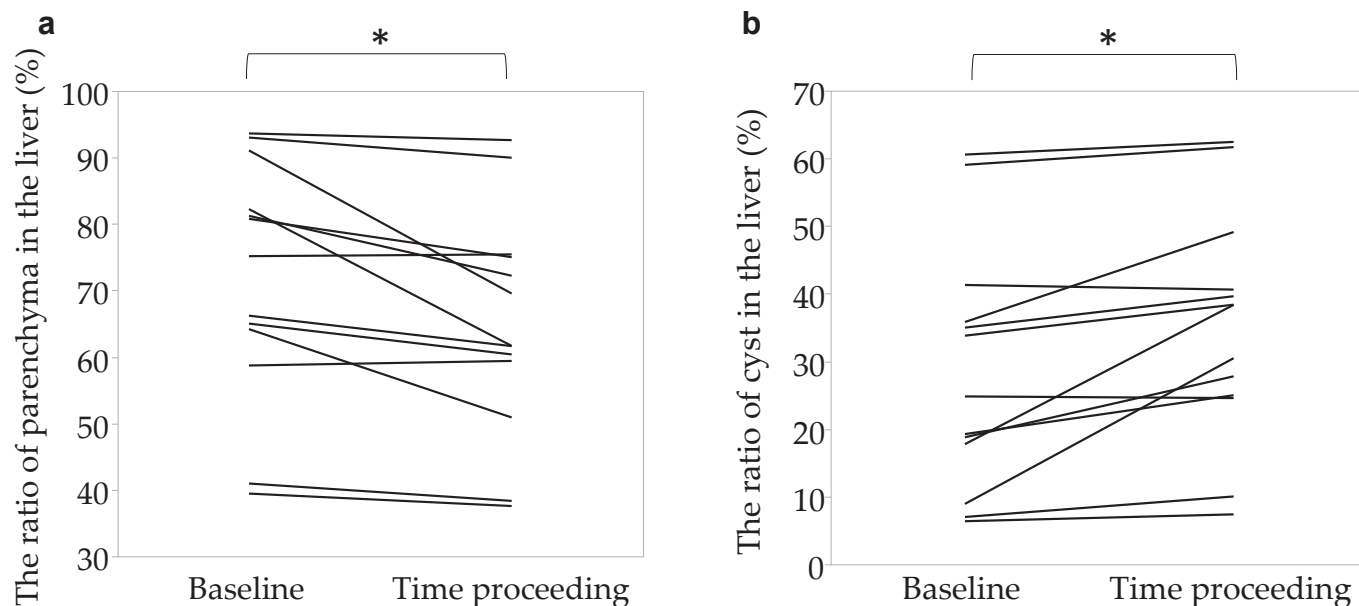 a
*
The ratio of parenchyma in the liver (%)
100
90
80
70
60
50
40
30
Baseline
Time proceeding
b
*
The ratio of cyst in the liver (%)
70
60
50
40
30
20
10
0
Baseline
Time proceeding